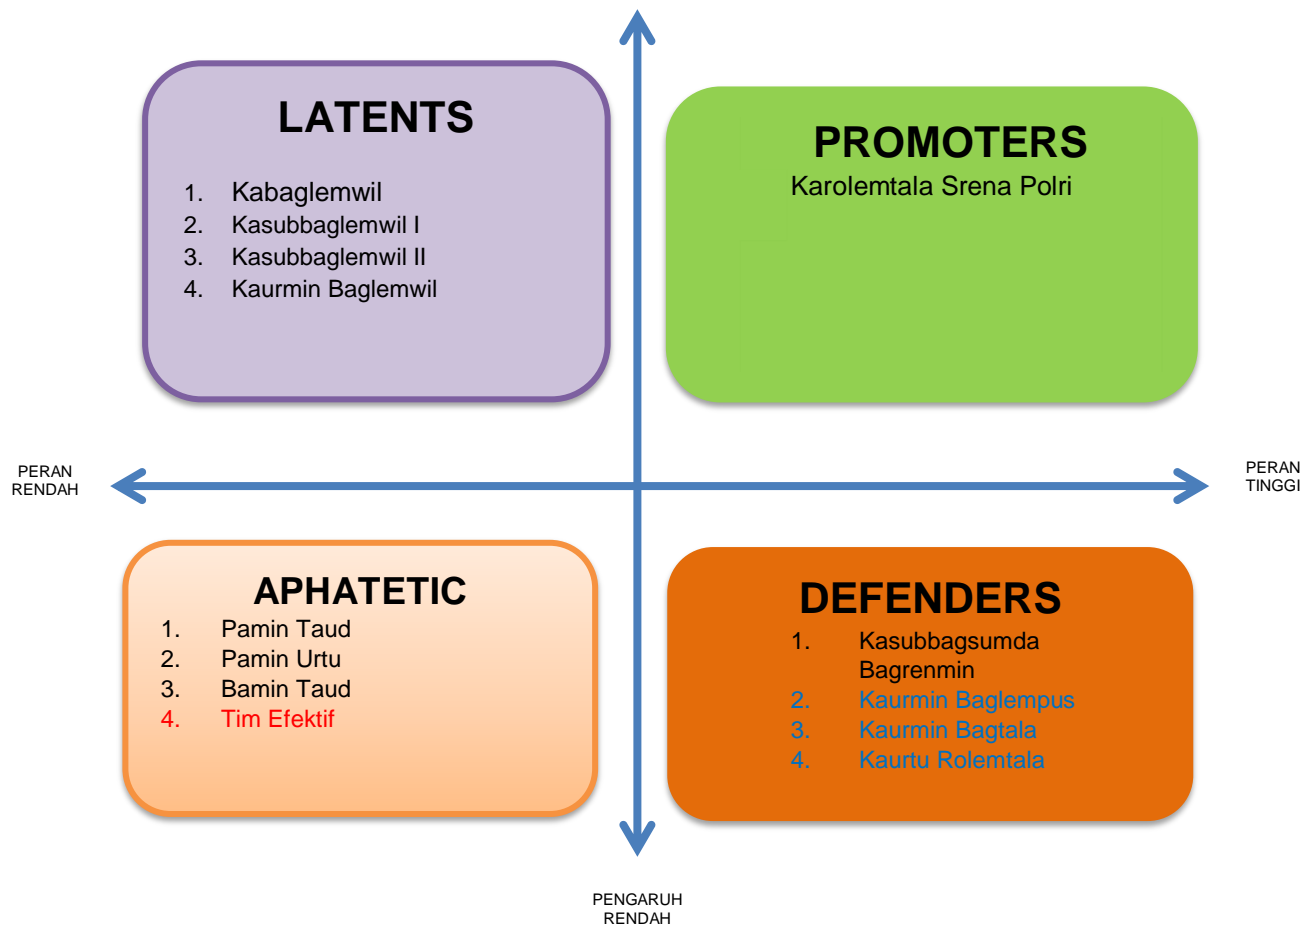 LATENTS
1. Kabaglemwil
2. Kasubbaglemwil I
3. Kasubbaglemwil II
4. Kaurmin Baglemwil
PROMOTERS
Karolemtala Srena Polri
PERAN
RENDAH
PERAN
TINGGI
APHATETIC
1. Pamin Taud
2. Pamin Urtu
3. Bamin Taud
4. Tim Efektif
DEFENDERS
1. Kasubbagsumda
Bagrenmin
2. Kaurmin Baglempus
3. Kaurmin Bagtala
4. Kaurtu Rolemtala
PENGARUH
RENDAH